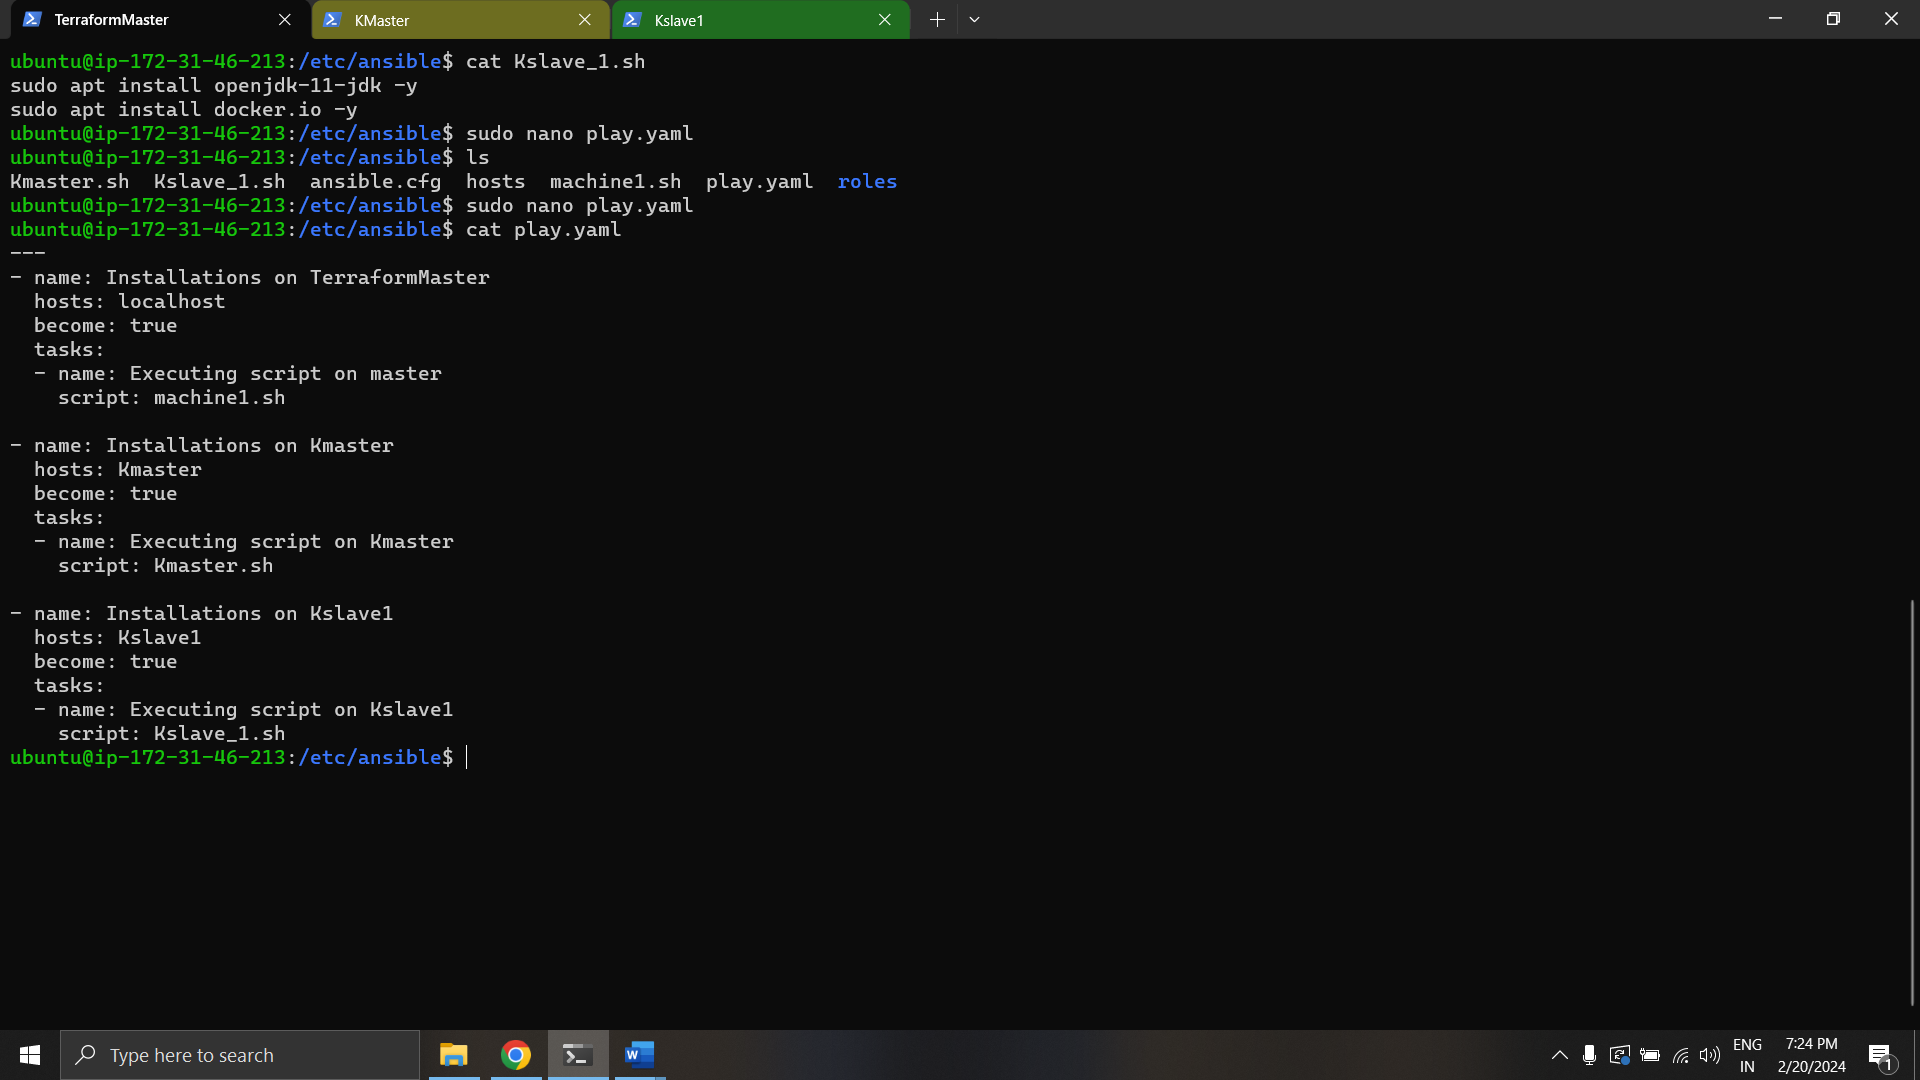 TerraformMaster
KMaster
Kslave1
ubuntu@ip-172-31-46-213:/etc/ansible$ cat Kslave_1.sh
sudo apt install openjdk-11-jdk -y
sudo apt install docker.io -y
ubuntu@ip-172-31-46-213:/etc/ansible$ sudo nano play.yaml
ubuntu@ip-172-31-46-213:/etc/ansible$ ls
Kmaster.sh  Kslave_1.sh  ansible.cfg  hosts  machine1.sh  play.yaml  roles
ubuntu@ip-172-31-46-213:/etc/ansible$ sudo nano play.yaml
ubuntu@ip-172-31-46-213:/etc/ansible$ cat play.yaml
---
- name: Installations on TerraformMaster
  hosts: localhost
  become: true
  tasks:
  - name: Executing script on master
    script: machine1.sh

- name: Installations on Kmaster
  hosts: Kmaster
  become: true
  tasks:
  - name: Executing script on Kmaster
    script: Kmaster.sh

- name: Installations on Kslave1
  hosts: Kslave1
  become: true
  tasks:
  - name: Executing script on Kslave1
    script: Kslave_1.sh
ubuntu@ip-172-31-46-213:/etc/ansible$
Type here to search
W
ENG
IN
7:24 PM
2/20/2024
1